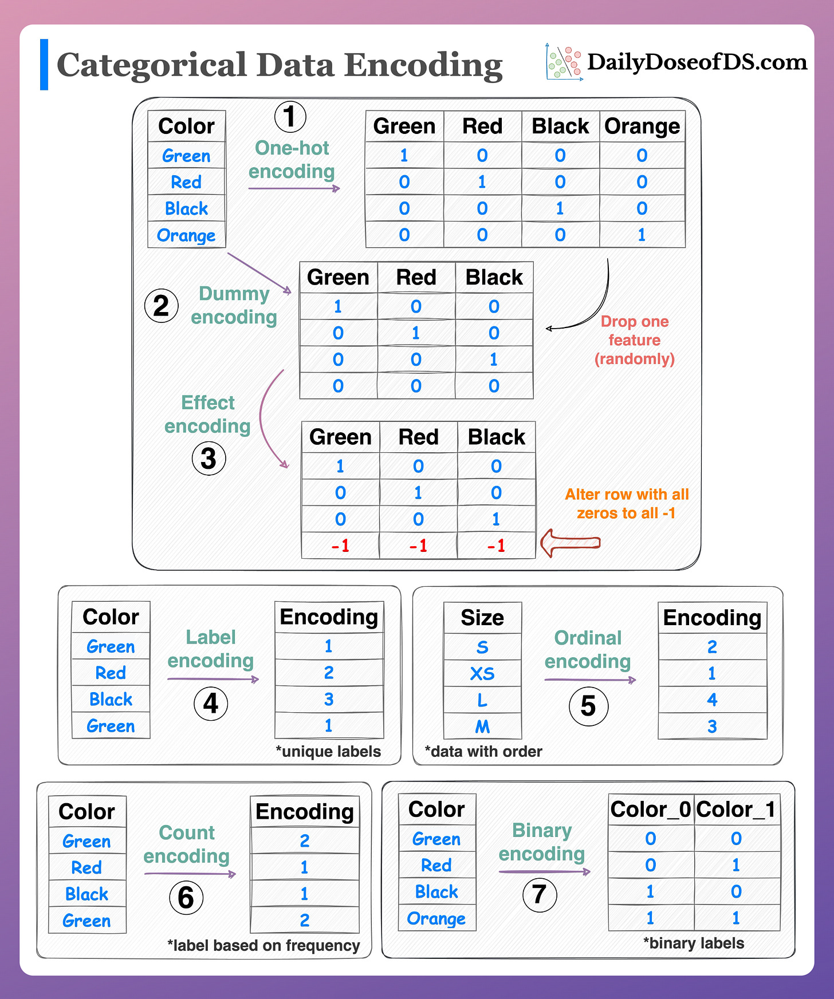 Categorical Data Encoding
DailyDoseofDS.com
1
One-hot
encoding
Color
Green
Red
Black
Orange
Green Red Black Orange
1 0 0 0
0 1 0 0
0 0 1 0
0 0 0 1
2
Dummy
encoding
Green Red Black
1 0 0
0 1 0
0 0 1
0 0 0
Drop one
feature
(randomly)
Effect
encoding
3
Green Red Black
1 0 0
0 1 0
0 0 1
-1 -1 -1
Alter row with all
zeros to all -1
Color
Green
Red
Black
Green
Label
encoding
4
Encoding
1
2
3
1
*unique labels
Size
S
XS
L
M
Ordinal
encoding
5
Encoding
2
1
4
3
*data with order
Color
Green
Red
Black
Green
Count
encoding
6
Encoding
2
1
1
2
*label based on frequency
Color
Green
Red
Black
Orange
Binary
encoding
7
Color_0 Color_1
0 0
0 1
1 0
1 1
*binary labels